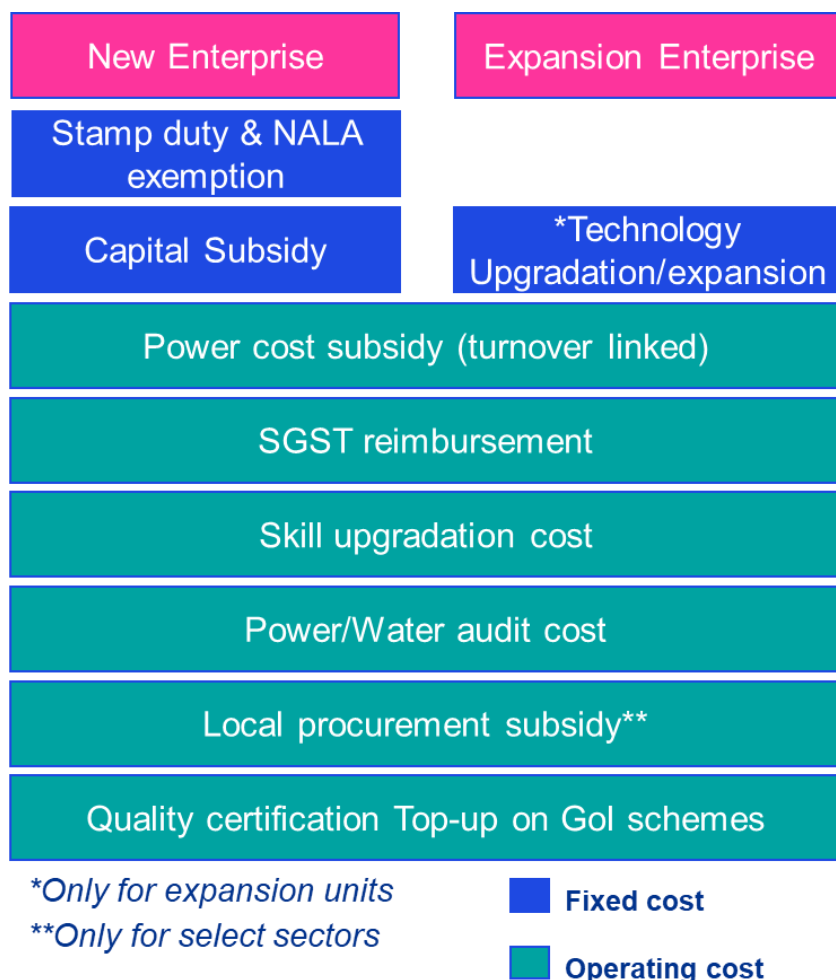 New Enterprise
Expansion Enterprise
Stamp duty & NALA
exemption
Capital Subsidy
*Technology
Upgradation/expansion
Power cost subsidy (turnover linked)
SGST reimbursement
Skill upgradation cost
Power/Water audit cost
Local procurement subsidy**
Quality certification Top-up on GoI schemes
*Only for expansion units
**Only for select sectors
Fixed cost
Operating cost